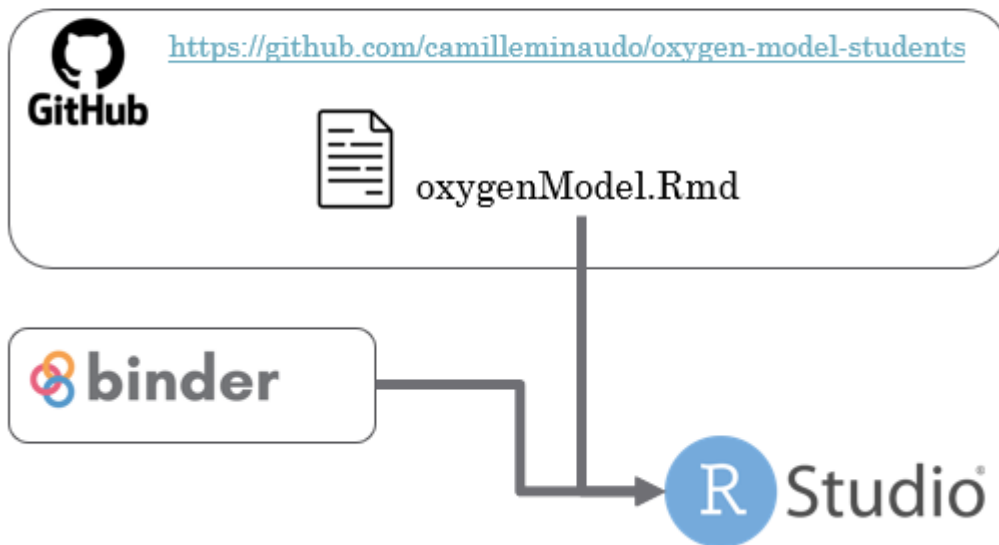 https://github.com/camilleminaudo/oxygen-model-students
GitHub
oxygenModel.Rmd
binder
R Studio®